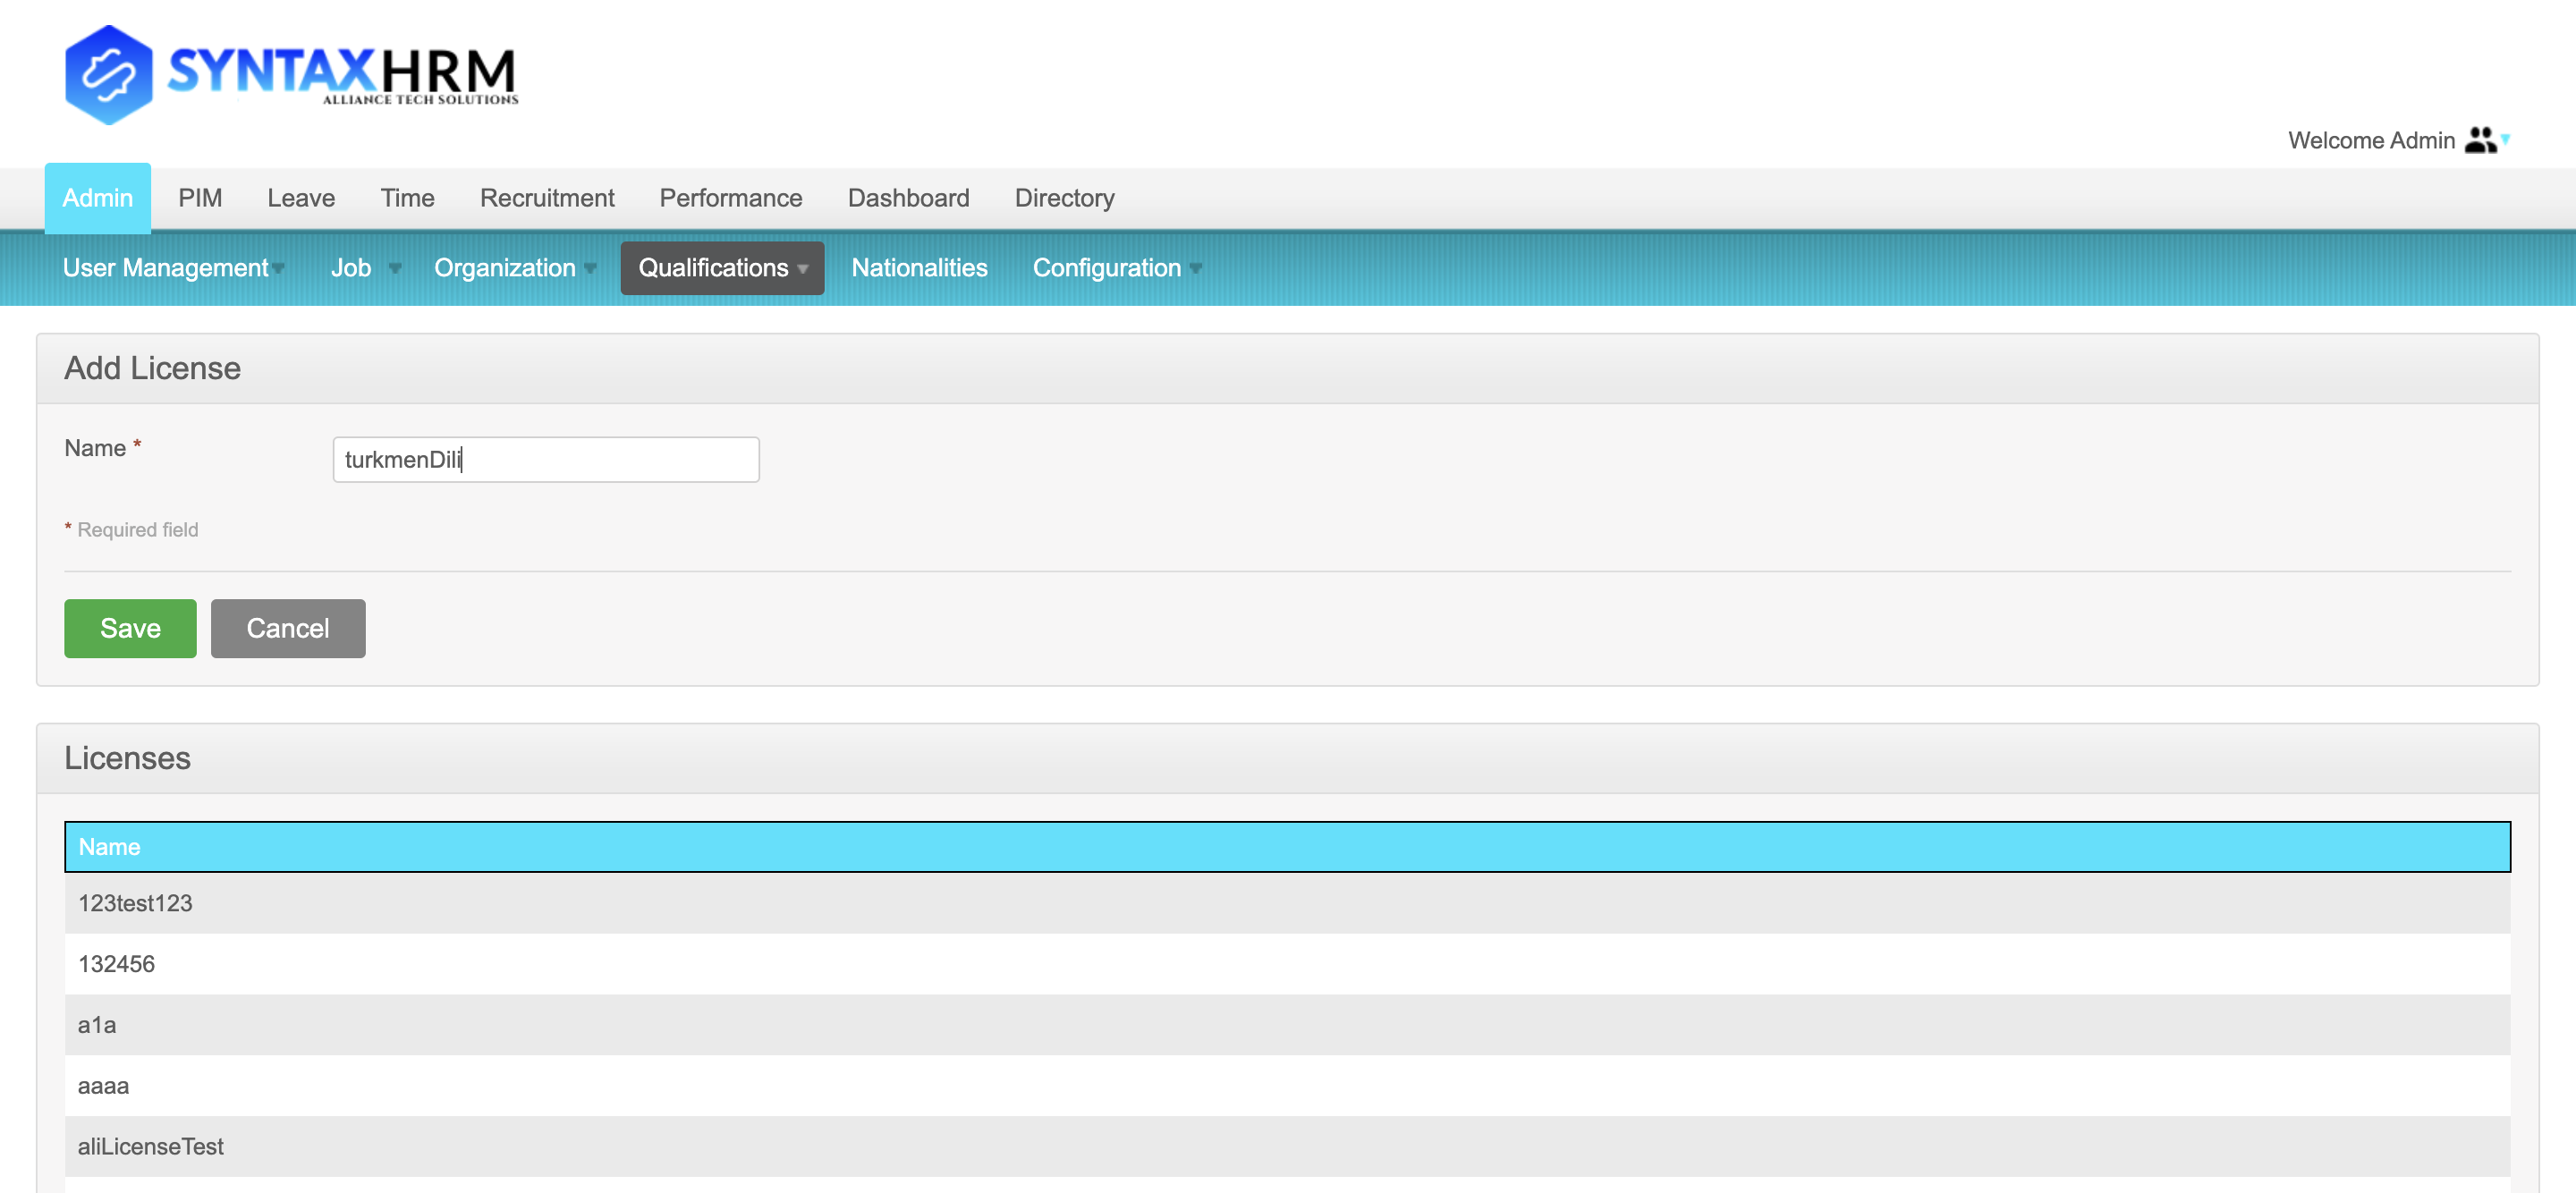 SYNTAXHRM
ALLIANCE TECH SOLUTIONS
Welcome Admin
Admin PIM Leave Time Recruitment Performance Dashboard Directory
User Management Job Organization Qualifications Nationalities Configuration
Add License
Name * turkmenDili
* Required field
Save Cancel
Licenses
Name
123test123
132456
a1a
aaaa
aliLicenseTest